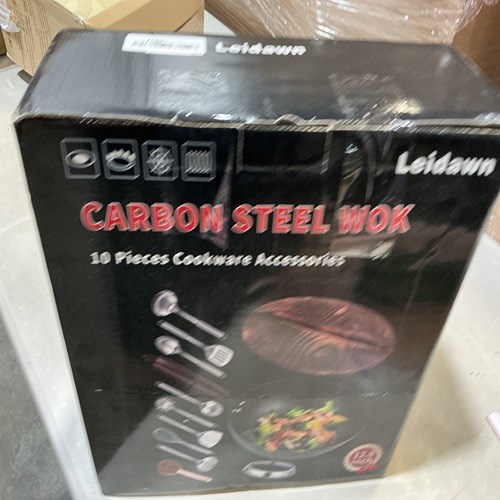 Leidawn
Leidawn
CARBON STEEL WOK
10 Pieces Cookware Accessories